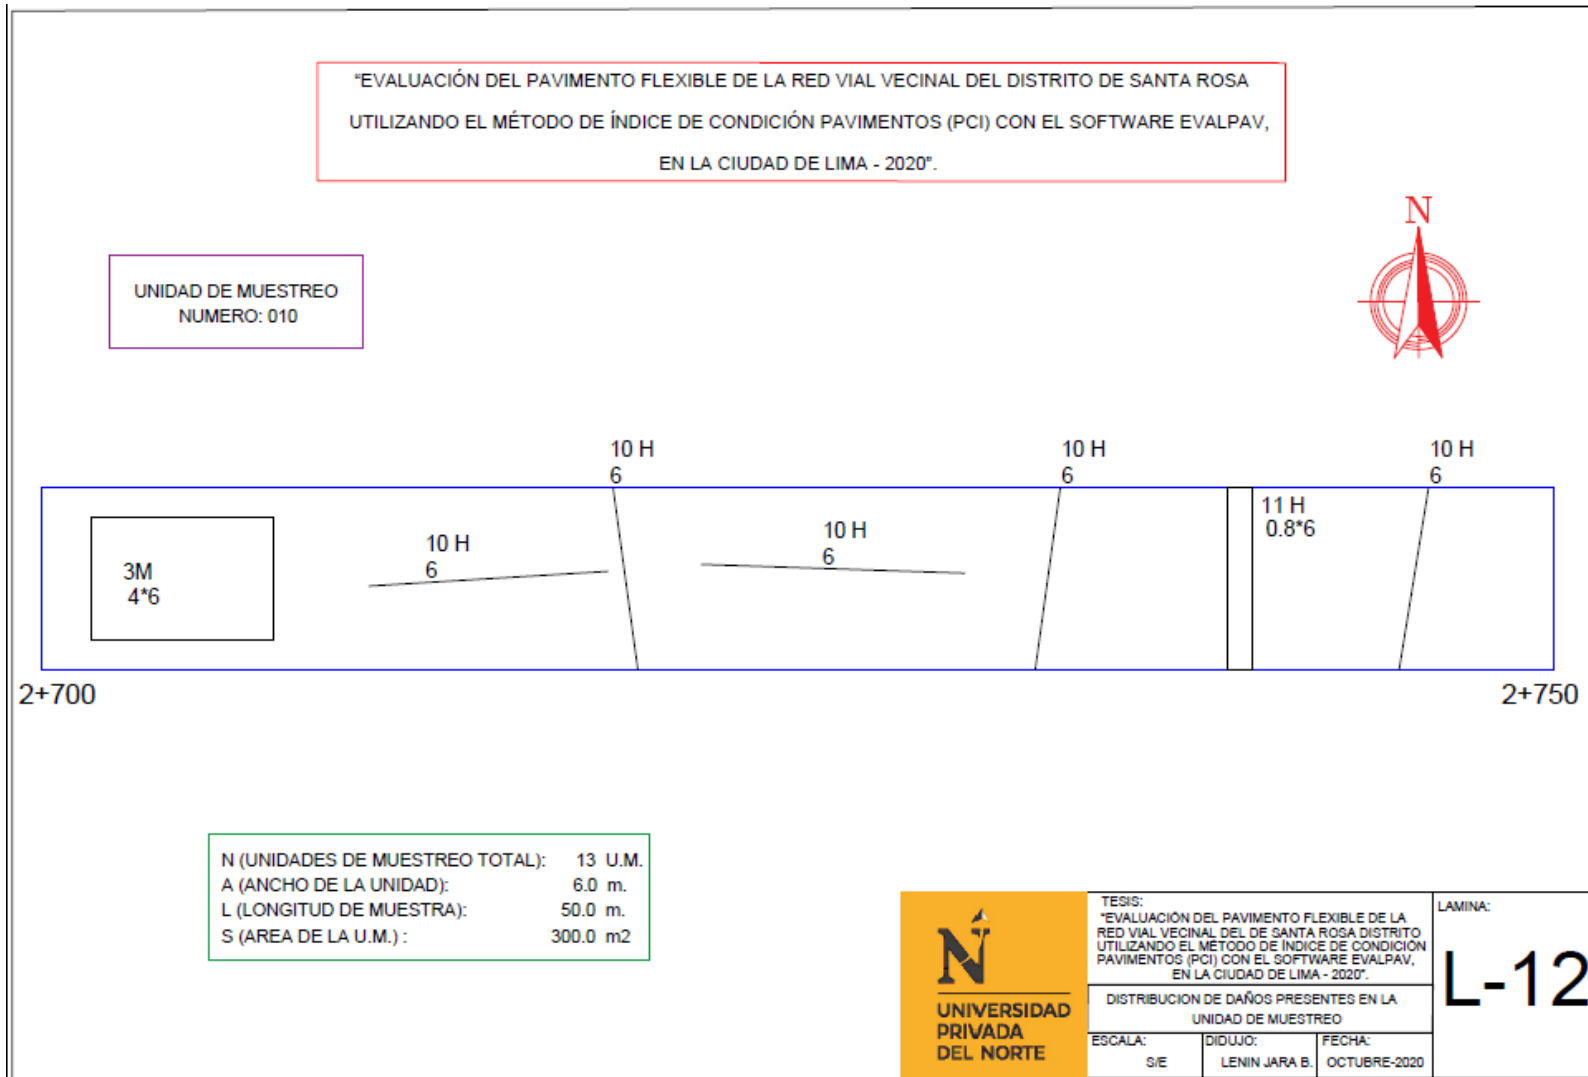 “EVALUACIÓN DEL PAVIMENTO FLEXIBLE DE LA RED VIAL VECINAL DEL DISTRITO DE SANTA ROSA
UTILIZANDO EL MÉTODO DE ÍNDICE DE CONDICIÓN PAVIMENTOS (PCI) CON EL SOFTWARE EVALPAV,
EN LA CIUDAD DE LIMA - 2020”.
N
UNIDAD DE MUESTREO
NUMERO: 010
10 H
6
10 H
6
10 H
6
3M
4*6
10 H
6
10 H
6
11 H
0.8*6
2+700
2+750
N (UNIDADES DE MUESTREO TOTAL): 13 U.M.
A (ANCHO DE LA UNIDAD): 6.0 m.
L (LONGITUD DE MUESTRA): 50.0 m.
S (AREA DE LA U.M.) : 300.0 m2
N
UNIVERSIDAD
PRIVADA
DEL NORTE
TESIS:
“EVALUACIÓN DEL PAVIMENTO FLEXIBLE DE LA
RED VIAL VECINAL DEL DE SANTA ROSA DISTRITO
UTILIZANDO EL MÉTODO DE ÍNDICE DE CONDICIÓN
PAVIMENTOS (PCI) CON EL SOFTWARE EVALPAV,
EN LA CIUDAD DE LIMA - 2020”.
DISTRIBUCION DE DAÑOS PRESENTES EN LA
UNIDAD DE MUESTREO
ESCALA:
S/E
DIDUJO:
LENIN JARA B.
FECHA:
OCTUBRE-2020
LAMINA:
L-12